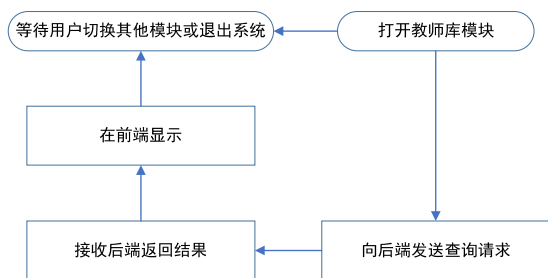 等待用户切换其他模块或退出系统
打开教师库模块
在前端显示
接收后端返回结果
向后端发送查询请求